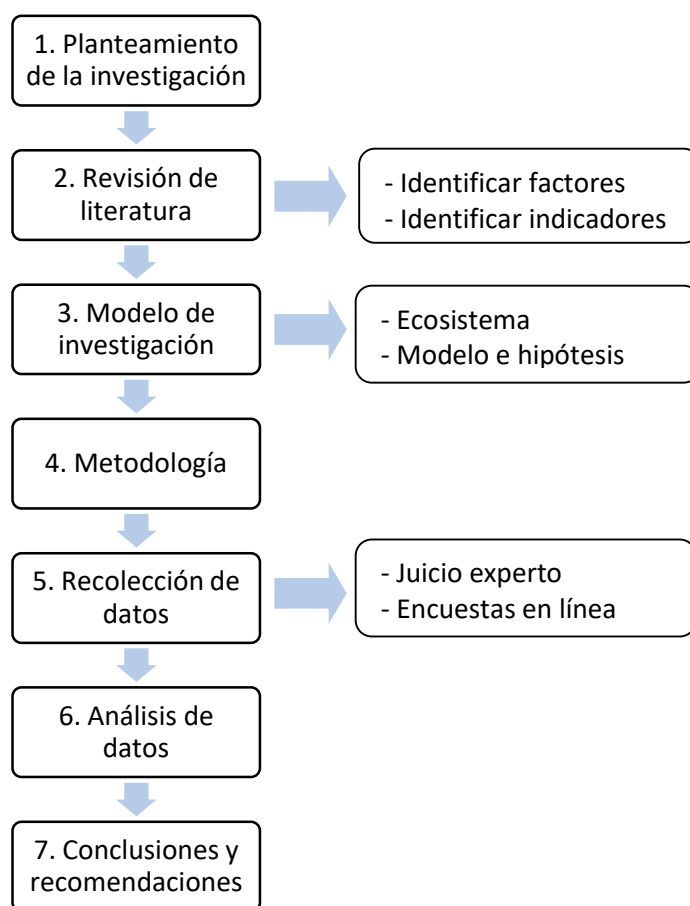 1. Planteamiento
de la investigación
2. Revisión de
literatura
- Identificar factores
- Identificar indicadores
3. Modelo de
investigación
- Ecosistema
- Modelo e hipótesis
4. Metodología
5. Recolección de
datos
- Juicio experto
- Encuestas en línea
6. Análisis de
datos
7. Conclusiones y
recomendaciones